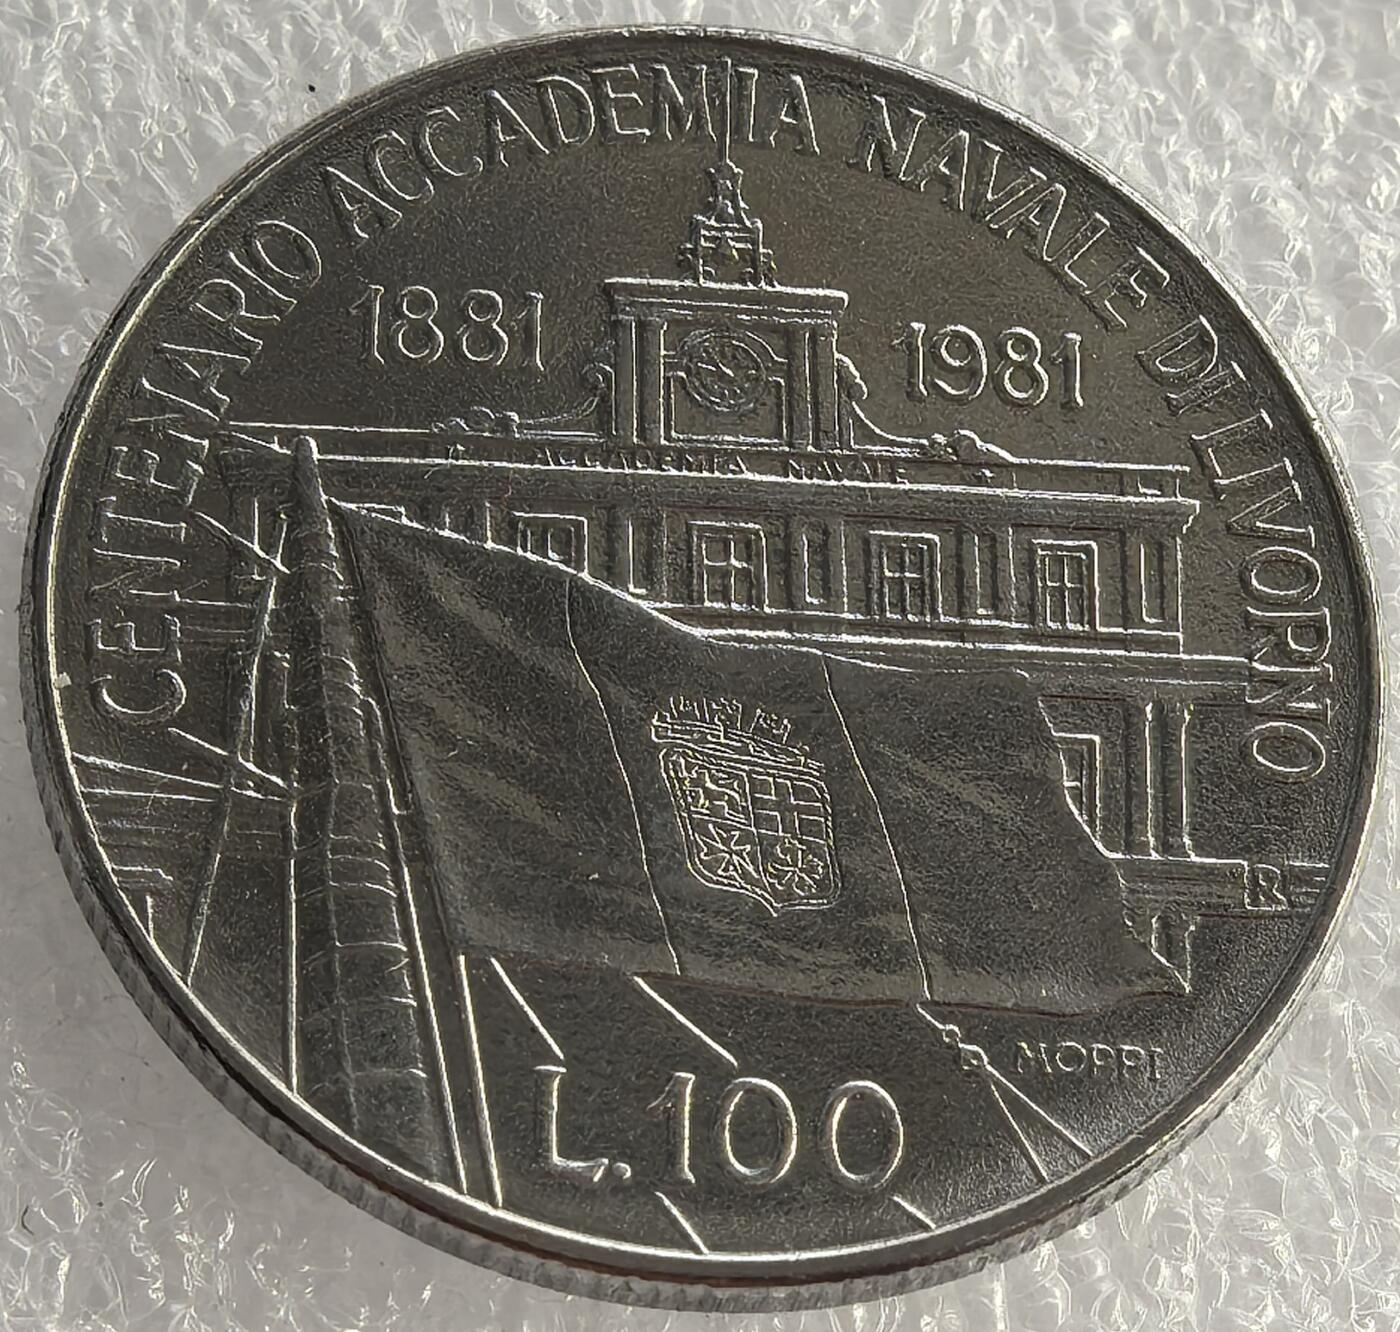 CENTENARIO ACCADEMIA NAVALE DI LIVORNO
1881 1981
ACCADEMIA NAVALE
R
MOPPI
L.100